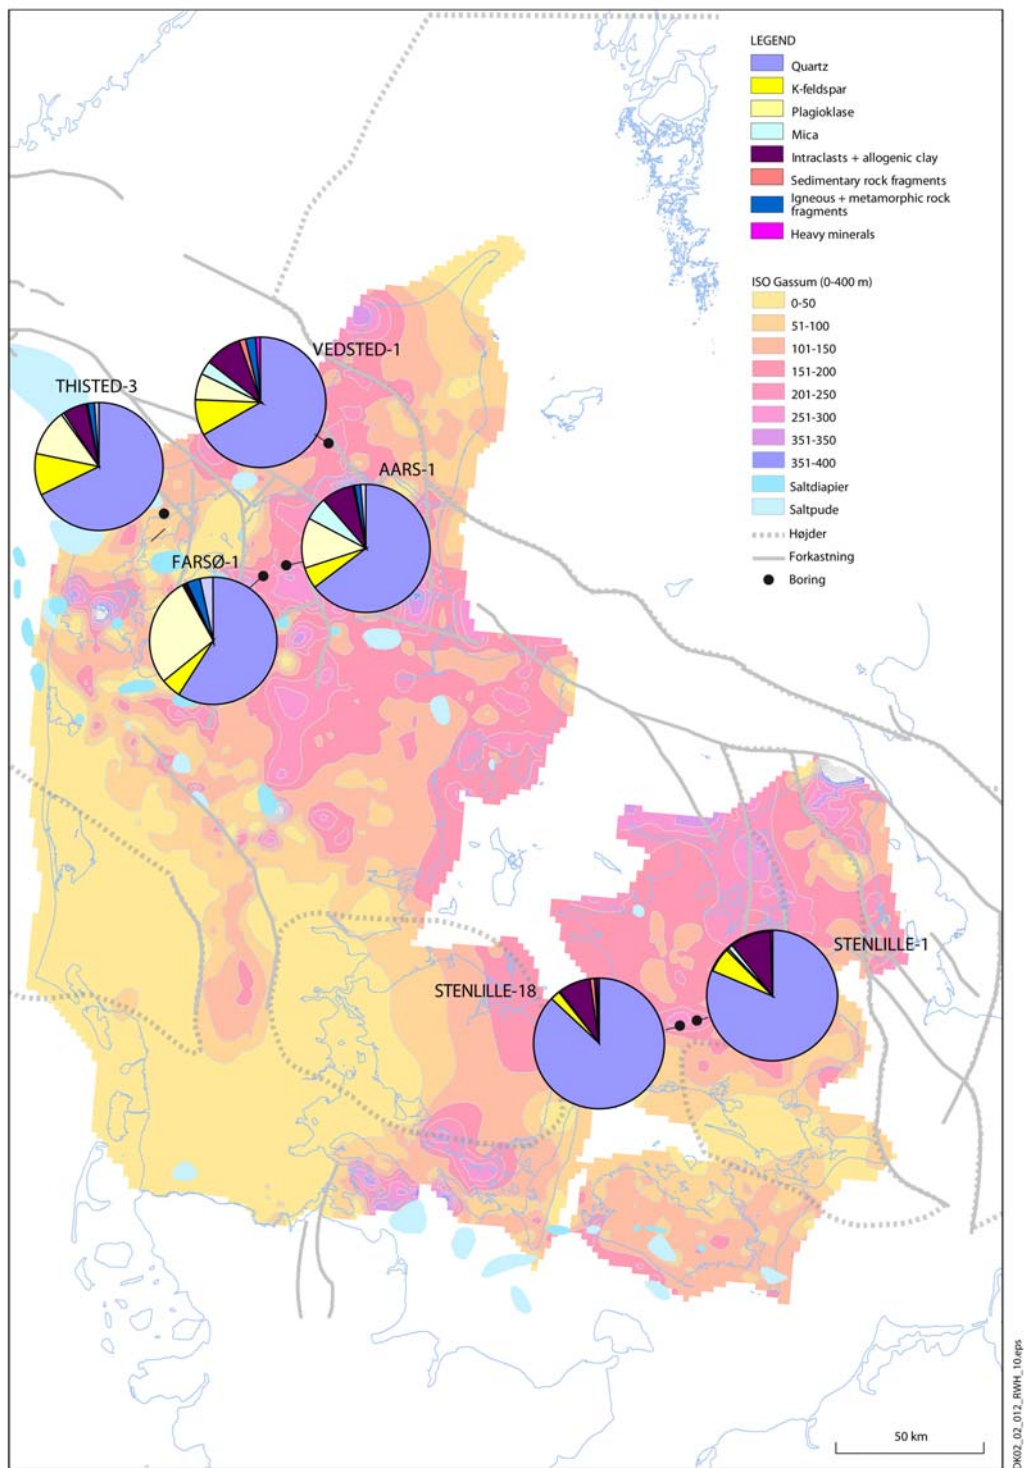 LEGEND
Quartz
K-feldspar
Plagioklase
Mica
Intraclasts + allogenic clay
Sedimentary rock fragments
Igneous + metamorphic rock
fragments
Heavy minerals
ISO Gassum (0-400 m)
0-50
51-100
101-150
151-200
201-250
251-300
351-350
351-400
Saltdiapier
Saltpude
Højder
Forkastning
Boring
VEDSTED-1
THISTED-3
AARS-1
FARSØ-1
STENLILLE-1
STENLILLE-18
50 km
DK02_02_012_RWH_10.eps